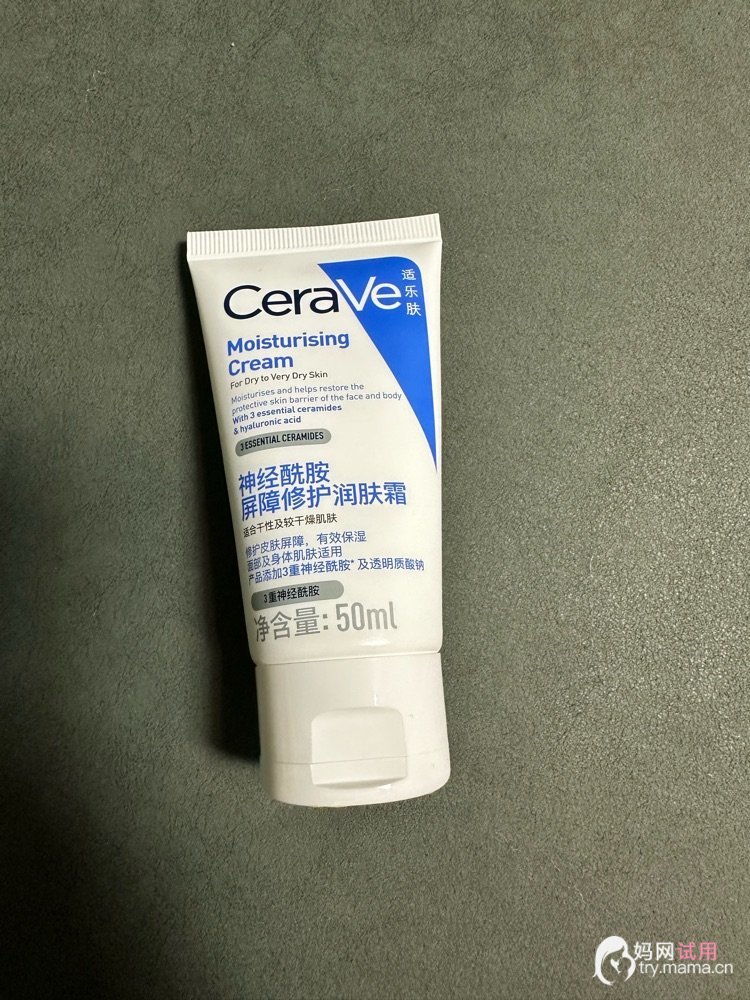 CeraVe
适乐肤
Moisturising
Cream
For Dry to Very Dry Skin
Moisturises and helps restore the
protective skin barrier of the face and body
With 3 essential ceramides
& hyaluronic acid
3 ESSENTIAL CERAMIDES
神经酰胺
屏障修护润肤霜
适合干性及较干燥肌肤
修护皮肤屏障，有效保湿
面部及身体肌肤适用
产品添加3重神经酰胺*及透明质酸钠
3重神经酰胺
净含量：50ml
妈网试用
try.mama.cn